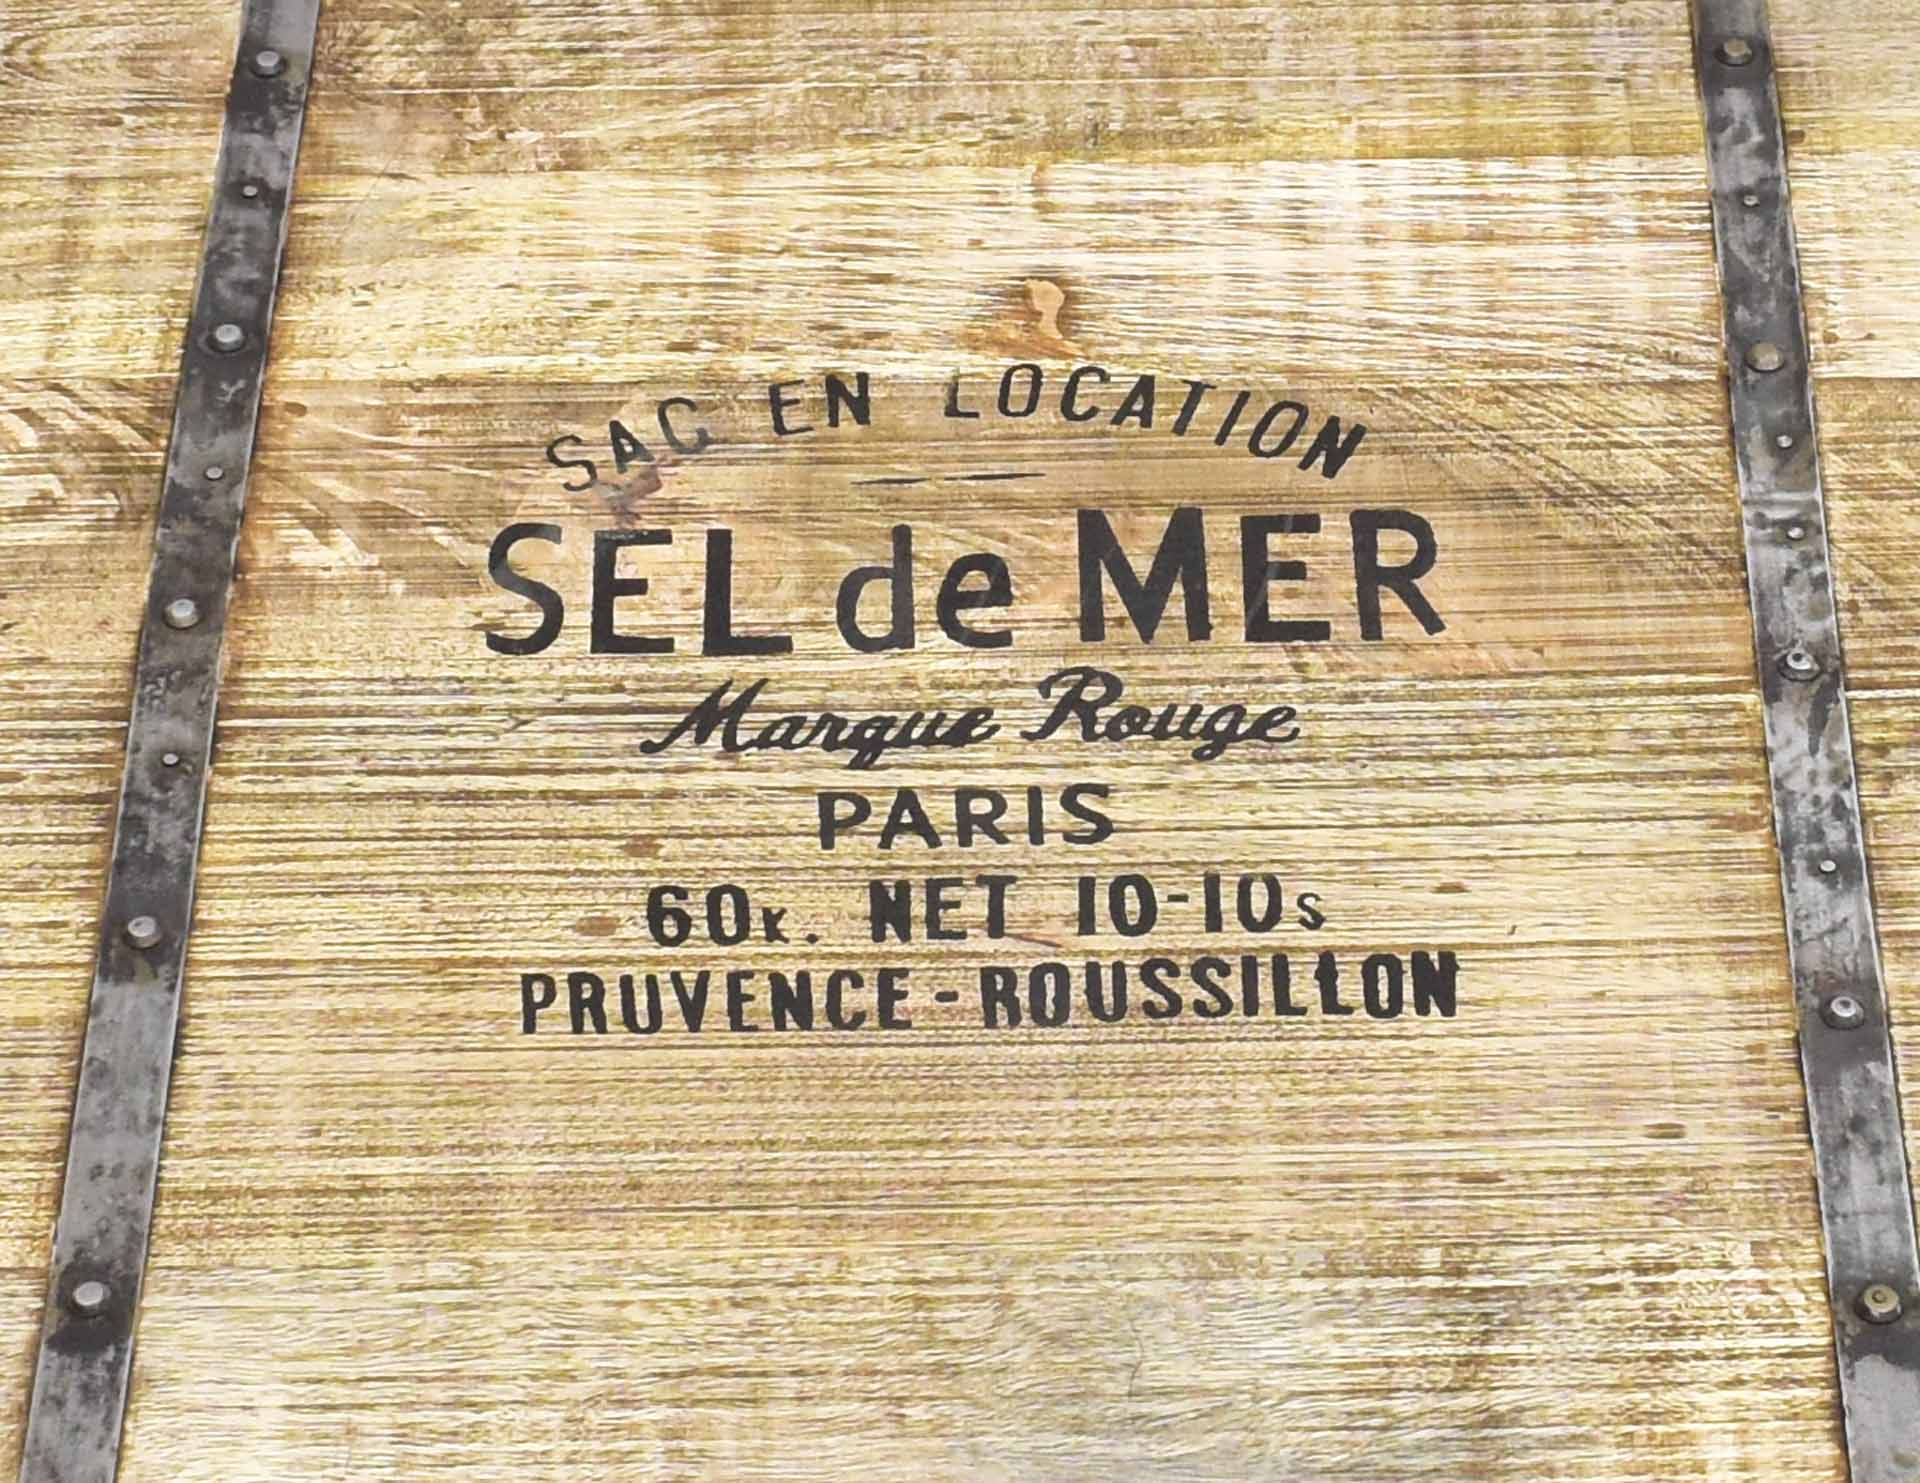 SAC EN LOCATION
SEL de MER
Marque Rouge
PARIS
60K. NET 10-10s
PRUVENCE-ROUSSILLON